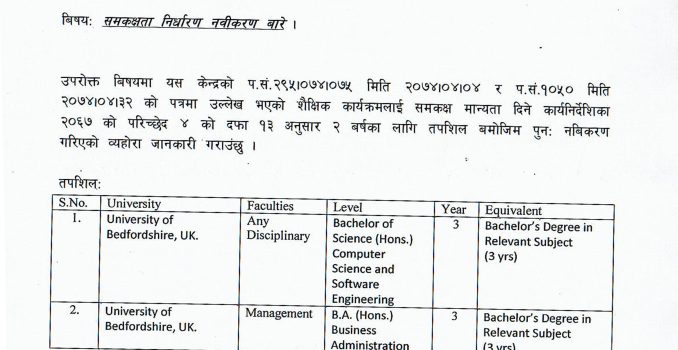 बिषय: समकक्षता निर्धारण नवीकरण बारे ।
उपरोक्त बिषयमा यस केन्द्रको प.सं.२९५।०७४।०७५ मिति २०७४।०४।०४ र प.सं.१०५० मिति
२०७४।०४।३२ को पत्रमा उल्लेख भएको शैक्षिक कार्यक्रमलाई समकक्ष मान्यता दिने कार्यनिर्देशिका
२०६७ को परिच्छेद ४ को दफा १३ अनुसार २ बर्षका लागि तपशिल बमोजिम पुन: नबिकरण
गरिएको व्यहोरा जानकारी गराउंछु ।
तपशिल:
S.No. University Faculties Level Year Equivalent
1. University of Any Bachelor of 3 Bachelor's Degree in
Bedfordshire, UK. Disciplinary Science (Hons.) Relevant Subject
Computer (3 yrs)
Science and
Software
Engineering
2. University of Management B.A. (Hons.) 3 Bachelor's Degree in
Bedfordshire, UK. Business Relevant Subject
Administration (3 yrs)